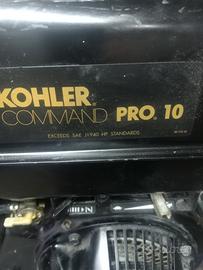 KOHLER
COMMAND PRO. 10
EXCEEDS SAE J1940 HP STANDARDS